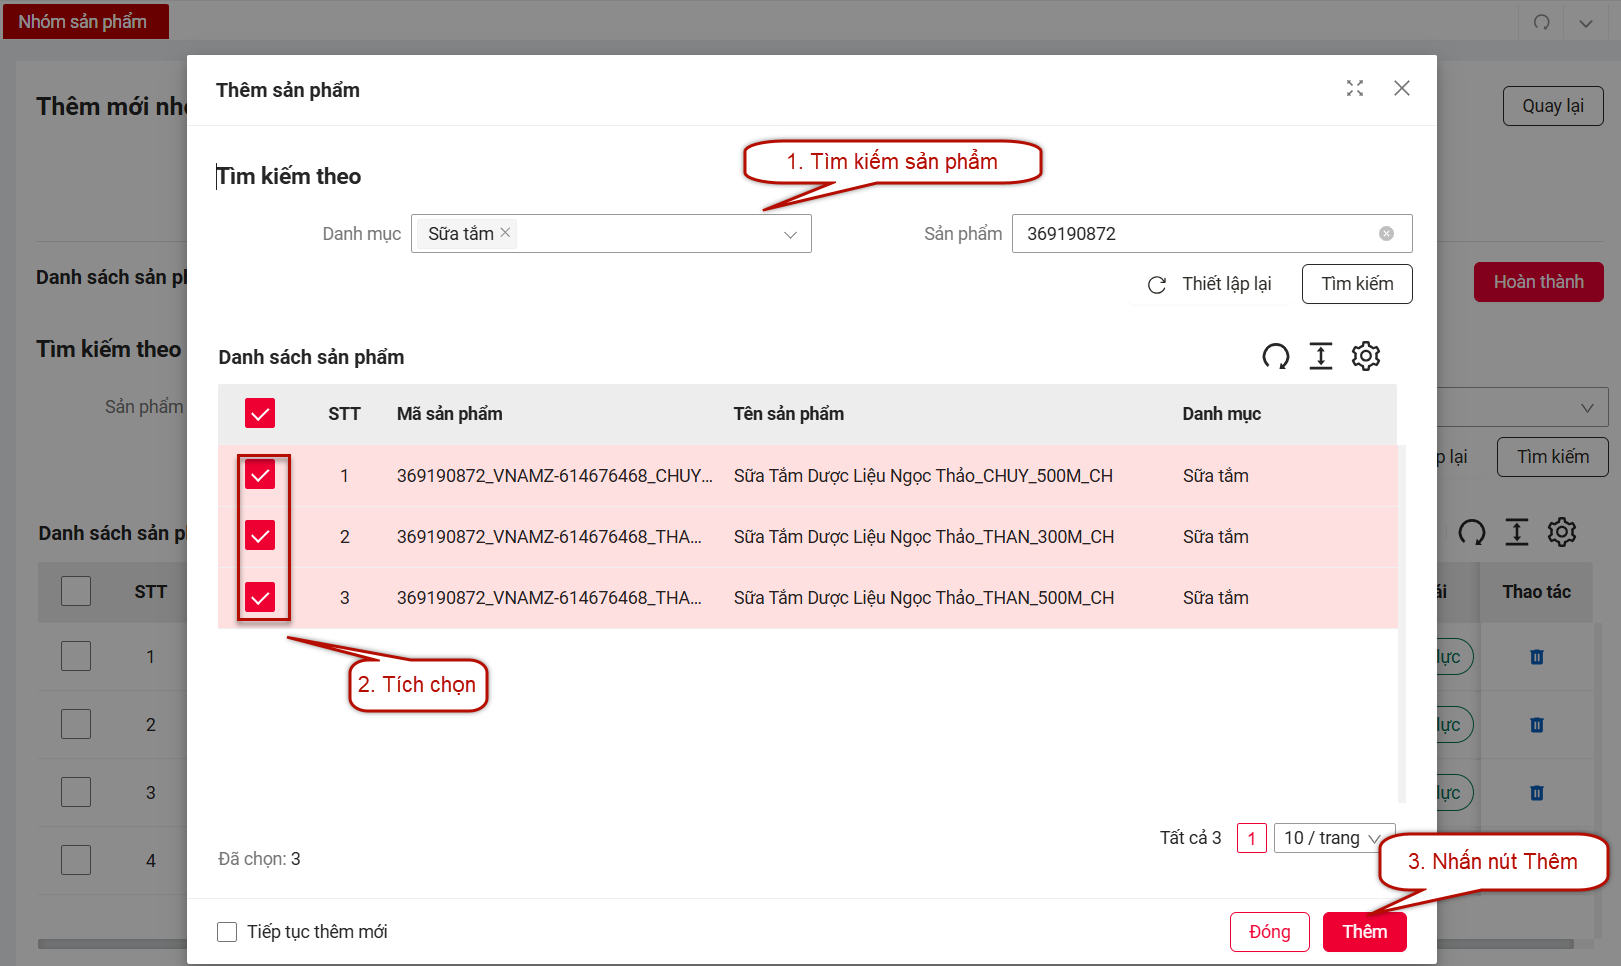 Nhóm sản phẩm
Thêm mới nh
Quay lại
Thêm sản phẩm
1. Tìm kiếm sản phẩm
Tìm kiếm theo
Danh mục
Sữa tắm
Sản phẩm
369190872
Thiết lập lại
Tìm kiếm
Danh sách sản ph
Hoàn thành
Tìm kiếm theo
Sản phẩm
p lại
Tìm kiếm
Danh sách sản phẩm
STT Mã sản phẩm Tên sản phẩm Danh mục
1 369190872_VNAMZ-614676468_CHUY... Sữa Tắm Dược Liệu Ngọc Thảo_CHUY_500M_CH Sữa tắm
2 369190872_VNAMZ-614676468_THA... Sữa Tắm Dược Liệu Ngọc Thảo_THAN_300M_CH Sữa tắm
3 369190872_VNAMZ-614676468_THA... Sữa Tắm Dược Liệu Ngọc Thảo_THAN_500M_CH Sữa tắm
2. Tích chọn
Danh sách sản p
STT
ái
Thao tác
1
lực
2
lực
3
lực
4
Tất cả 3
1
10 / trang
Đã chọn: 3
3. Nhấn nút Thêm
Tiếp tục thêm mới
Đóng
Thêm